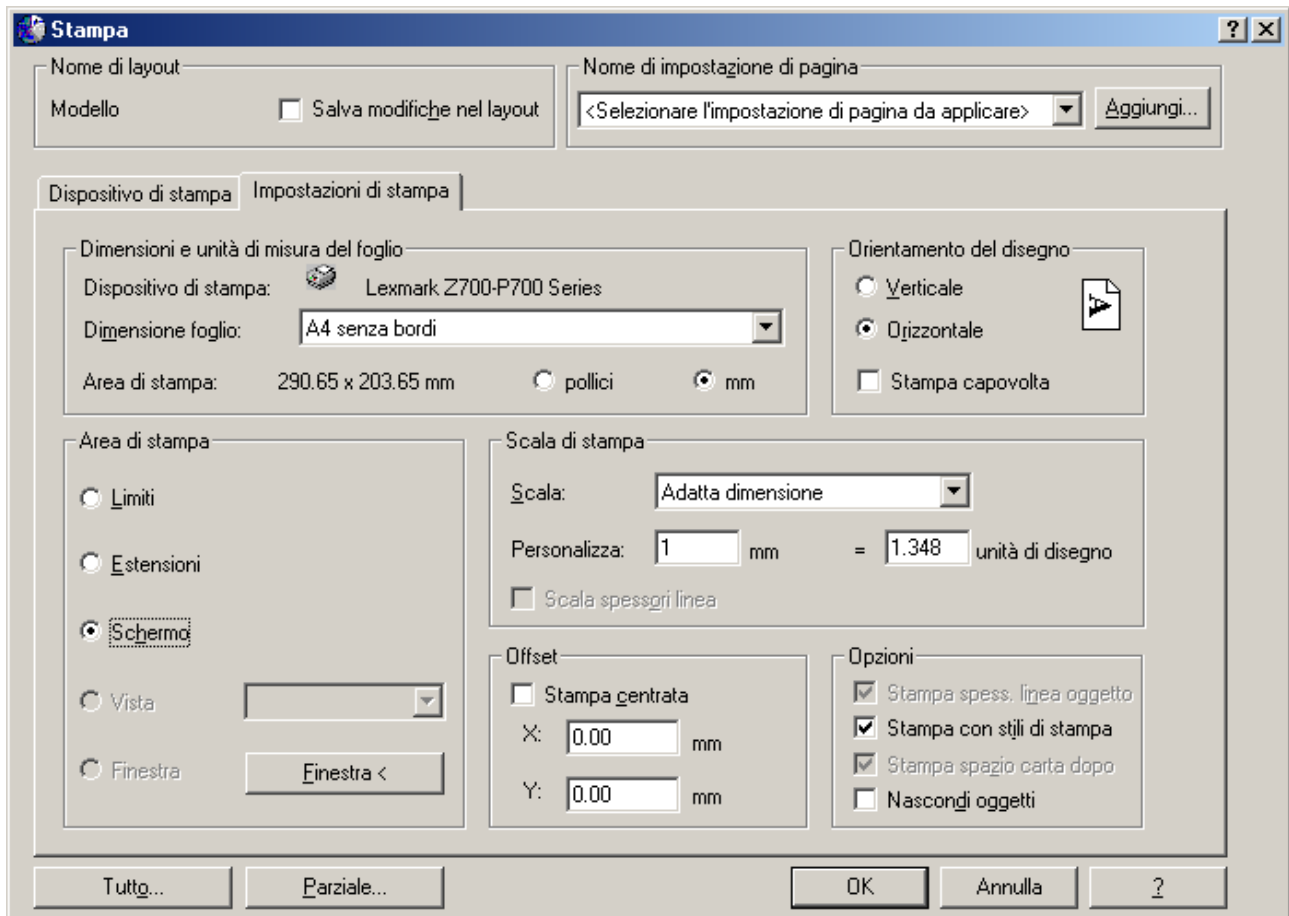 Stampa
Nome di layout
Modello
Salva modifiche nel layout
Nome di impostazione di pagina
<Selezionare l'impostazione di pagina da applicare>
Aggiungi...
Dispositivo di stampa
Impostazioni di stampa
Dimensioni e unità di misura del foglio
Dispositivo di stampa:
Lexmark Z700-P700 Series
Dimensione foglio:
A4 senza bordi
Area di stampa:
290.65 x 203.65 mm
pollici
mm
Orientamento del disegno
Verticale
Orizzontale
A
Stampa capovolta
Area di stampa
Limiti
Estensioni
Schermo
Vista
Finestra
Finestra <
Scala di stampa
Scala:
Adatta dimensione
Personalizza:
1
mm
=
1.348
unità di disegno
Scala spessori linea
Offset
Stampa centrata
X:
0.00
mm
Y:
0.00
mm
Opzioni
Stampa spess. linea oggetto
Stampa con stili di stampa
Stampa spazio carta dopo
Nascondi oggetti
Tutto...
Parziale...
OK
Annulla
?